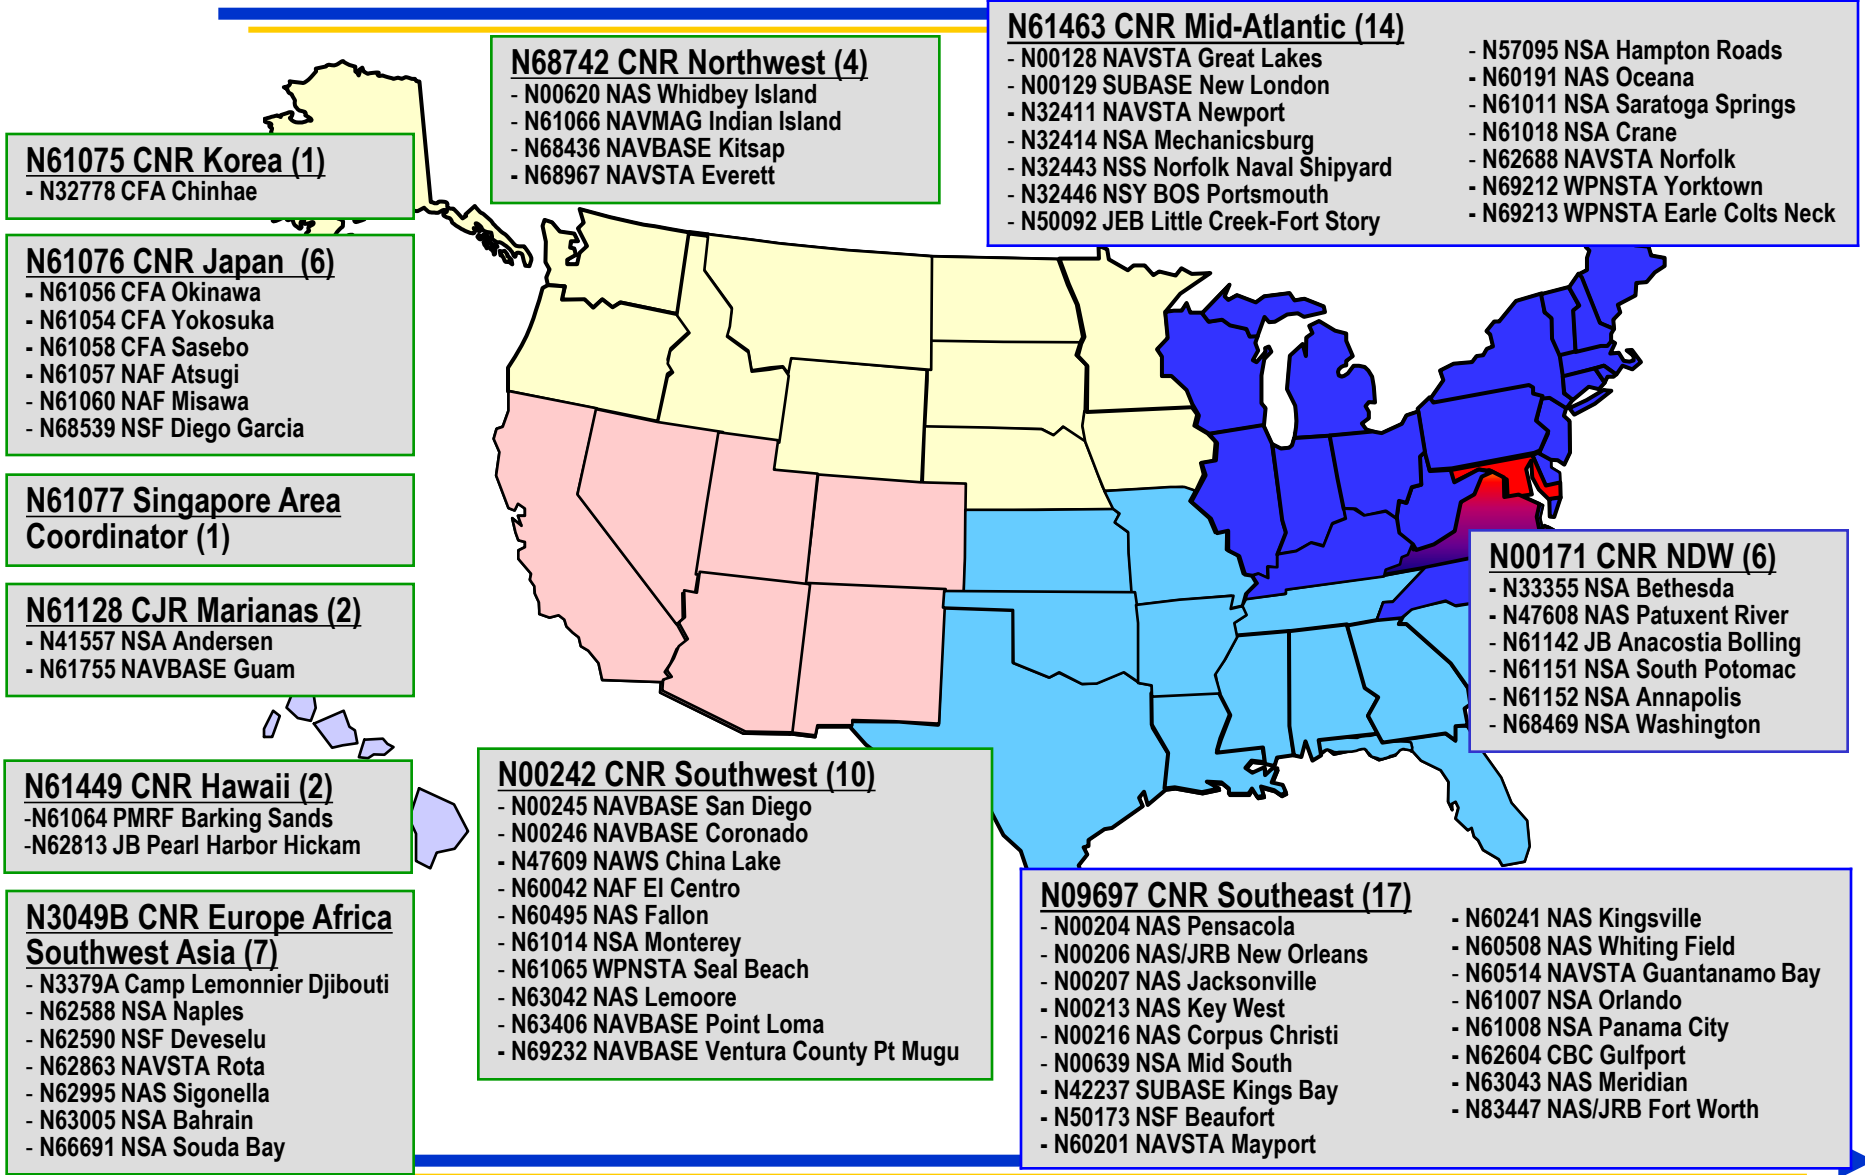 N61463 CNR Mid-Atlantic (14)
- N00128 NAVSTA Great Lakes
- N00129 SUBASE New London
- N32411 NAVSTA Newport
- N32414 NSA Mechanicsburg
- N32443 NSS Norfolk Naval Shipyard
- N32446 NSY BOS Portsmouth
- N50092 JEB Little Creek-Fort Story
- N57095 NSA Hampton Roads
- N60191 NAS Oceana
- N61011 NSA Saratoga Springs
- N61018 NSA Crane
- N62688 NAVSTA Norfolk
- N69212 WPNSTA Yorktown
- N69213 WPNSTA Earle Colts Neck
N68742 CNR Northwest (4)
- N00620 NAS Whidbey Island
- N61066 NAVMAG Indian Island
- N68436 NAVBASE Kitsap
- N68967 NAVSTA Everett
N61075 CNR Korea (1)
- N32778 CFA Chinhae
N61076 CNR Japan (6)
- N61056 CFA Okinawa
- N61054 CFA Yokosuka
- N61058 CFA Sasebo
- N61057 NAF Atsugi
- N61060 NAF Misawa
- N68539 NSF Diego Garcia
N61077 Singapore Area
Coordinator (1)
N61128 CJR Marianas (2)
- N41557 NSA Andersen
- N61755 NAVBASE Guam
N61449 CNR Hawaii (2)
-N61064 PMRF Barking Sands
-N62813 JB Pearl Harbor Hickam
N3049B CNR Europe Africa
Southwest Asia (7)
- N3379A Camp Lemonnier Djibouti
- N62588 NSA Naples
- N62590 NSF Deveselu
- N62863 NAVSTA Rota
- N62995 NAS Sigonella
- N63005 NSA Bahrain
- N66691 NSA Souda Bay
N00242 CNR Southwest (10)
- N00245 NAVBASE San Diego
- N00246 NAVBASE Coronado
- N47609 NAWS China Lake
- N60042 NAF El Centro
- N60495 NAS Fallon
- N61014 NSA Monterey
- N61065 WPNSTA Seal Beach
- N63042 NAS Lemoore
- N63406 NAVBASE Point Loma
- N69232 NAVBASE Ventura County Pt Mugu
N00171 CNR NDW (6)
- N33355 NSA Bethesda
- N47608 NAS Patuxent River
- N61142 JB Anacostia Bolling
- N61151 NSA South Potomac
- N61152 NSA Annapolis
- N68469 NSA Washington
N09697 CNR Southeast (17)
- N00204 NAS Pensacola
- N00206 NAS/JRB New Orleans
- N00207 NAS Jacksonville
- N00213 NAS Key West
- N00216 NAS Corpus Christi
- N00639 NSA Mid South
- N42237 SUBASE Kings Bay
- N50173 NSF Beaufort
- N60201 NAVSTA Mayport
- N60241 NAS Kingsville
- N60508 NAS Whiting Field
- N60514 NAVSTA Guantanamo Bay
- N61007 NSA Orlando
- N61008 NSA Panama City
- N62604 CBC Gulfport
- N63043 NAS Meridian
- N83447 NAS/JRB Fort Worth